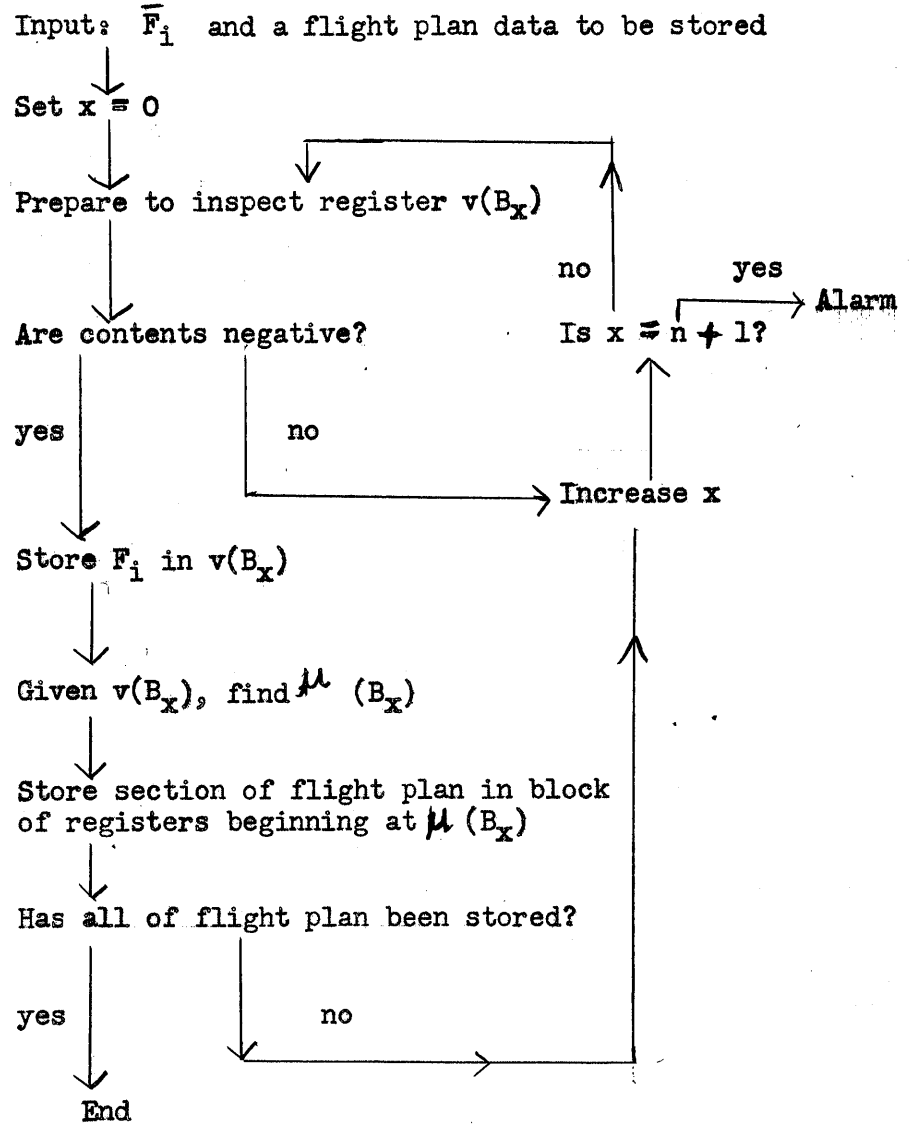 Input: F̅i and a flight plan data to be stored
Set x = 0
Prepare to inspect register v(Bx)
no
yes
Alarm
Are contents negative?
Is x = n + 1?
yes
no
Increase x
Store Fi in v(Bx)
Given v(Bx), find μ (Bx)
Store section of flight plan in block
of registers beginning at μ (Bx)
Has all of flight plan been stored?
yes
no
End